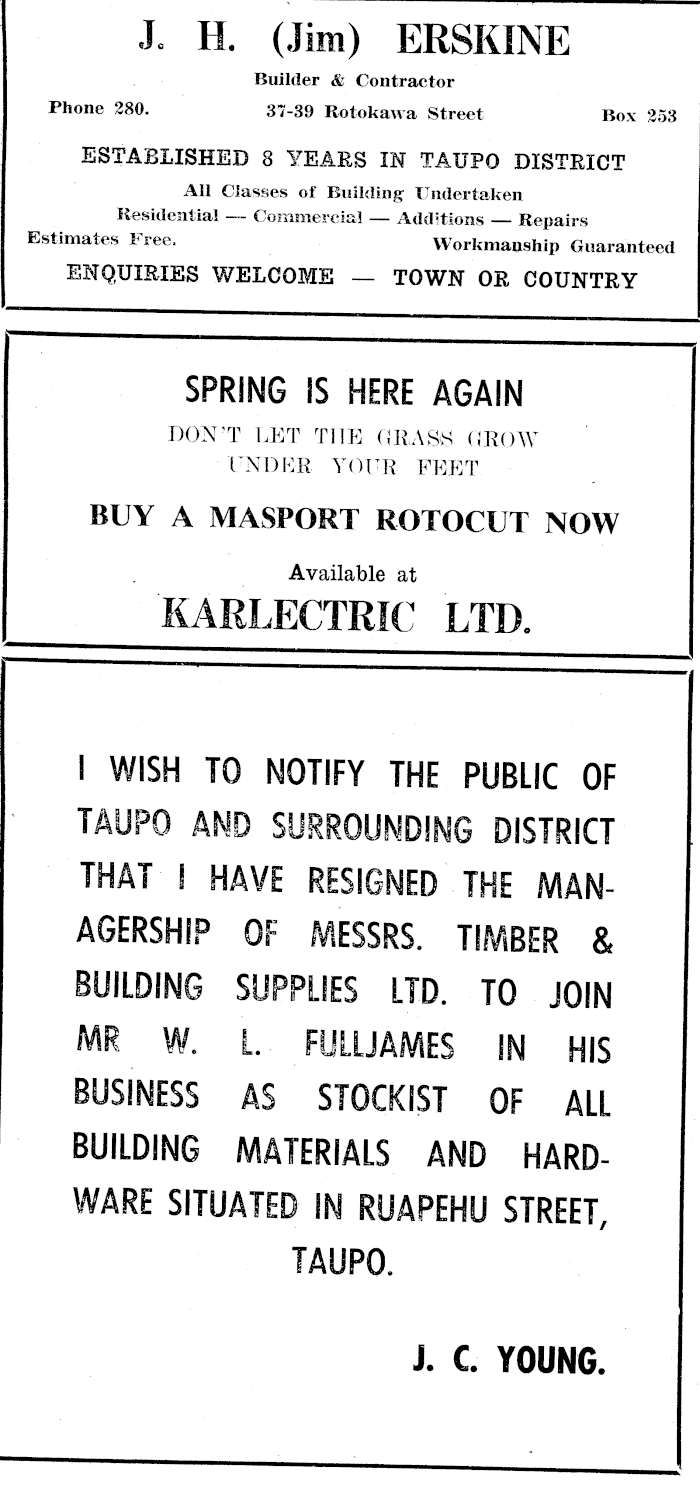 J. H. (Jim) ERSKINE
Builder & Contractor
Phone 280. 37-39 Rotokawa Street Box 253
ESTABLISHED 8 YEARS IN TAUPO DISTRICT
All Classes of Building Undertaken
Residential — Commercial — Additions — Repairs
Estimates Free. Workmanship Guaranteed
ENQUIRIES WELCOME — TOWN OR COUNTRY
SPRING IS HERE AGAIN
DON'T LET THE GRASS GROW
UNDER YOUR FEET
BUY A MASPORT ROTOCUT NOW
Available at
KARLECTRIC LTD.
I WISH TO NOTIFY THE PUBLIC OF
TAUPO AND SURROUNDING DISTRICT
THAT I HAVE RESIGNED THE MAN-
AGERSHIP OF MESSRS. TIMBER &
BUILDING SUPPLIES LTD. TO JOIN
MR W. L. FULLJAMES IN HIS
BUSINESS AS STOCKIST OF ALL
BUILDING MATERIALS AND HARD-
WARE SITUATED IN RUAPEHU STREET,
TAUPO.
J. C. YOUNG.